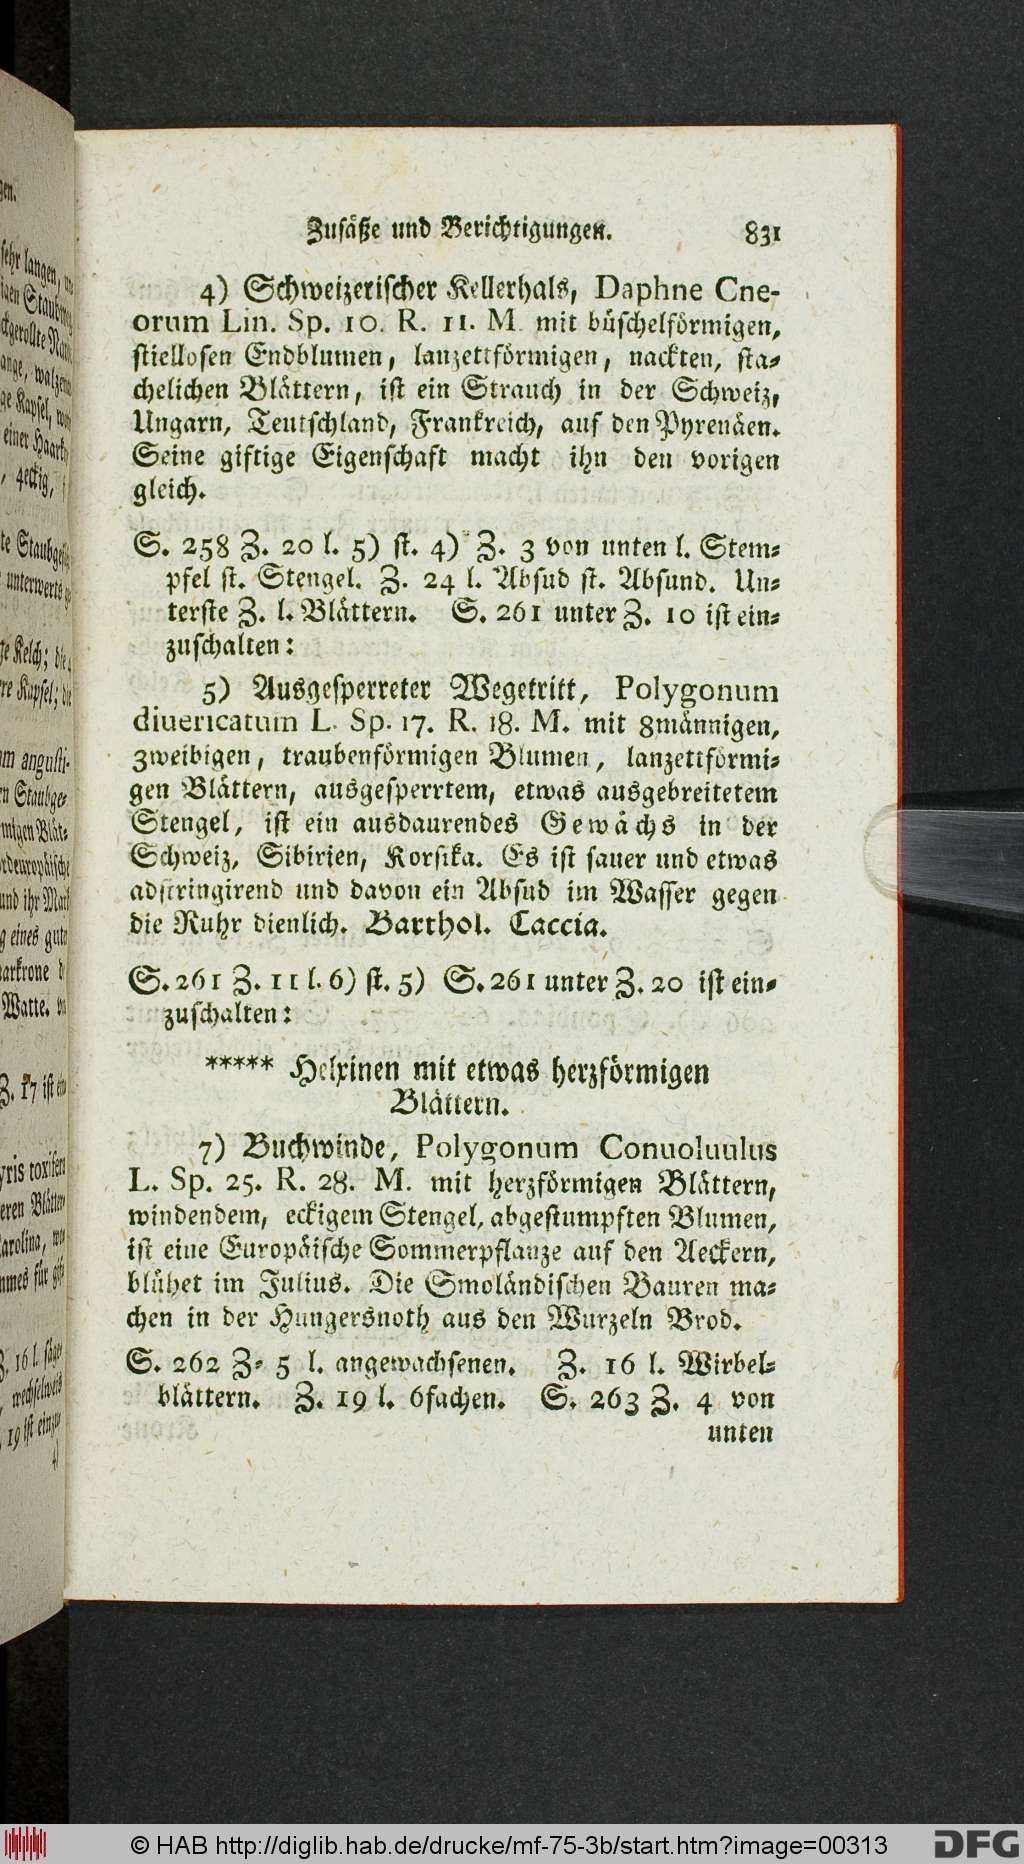 Zusätze und Berichtigungen. 831
4) Schweizerischer Kellerhals, Daphne Cne-
orum Lin. Sp. 10. R. 11. M. mit büschelförmigen,
stiellosen Endblumen, lanzettförmigen, nackten, sta-
chelichen Blättern, ist ein Strauch in der Schweiz,
Ungarn, Teutschland, Frankreich, auf den Pyrenäen.
Seine giftige Eigenschaft macht ihn den vorigen
gleich.
S. 258 Z. 20 l. 5) st. 4) Z. 3 von unten l. Stem-
pfel st. Stengel. Z. 24 l. Absud st. Absund. Un-
terste Z. l. Blättern. S. 261 unter Z. 10 ist ein-
zuschalten:
5) Ausgesperreter Wegetritt, Polygonum
diuericatum L. Sp. 17. R. 18. M. mit 8männigen,
3weibigen, traubenförmigen Blumen, lanzettförmi-
gen Blättern, ausgesperrtem, etwas ausgebreitetem
Stengel, ist ein ausdaurendes Gewächs in der
Schweiz, Sibirien, Korsika. Es ist sauer und etwas
adstringirend und davon ein Absud im Wasser gegen
die Ruhr dienlich. Barthol. Caccia.
S. 261 Z. 11 l. 6) st. 5) S. 261 unter Z. 20 ist ein-
zuschalten:
***** Helxinen mit etwas herzförmigen
Blättern.
7) Buchwinde, Polygonum Conuoluulus
L. Sp. 25. R. 28. M. mit herzförmigen Blättern,
windendem, eckigem Stengel, abgestumpften Blumen,
ist eine Europäische Sommerpflanze auf den Aeckern,
blühet im Julius. Die Smoländischen Bauren ma-
chen in der Hungersnoth aus den Wurzeln Brod.
S. 262 Z. 5 l. angewachsenen. Z. 16 l. Wirbel-
blättern. Z. 19 l. 6fachen. S. 263 Z. 4 von
unten
© HAB http://diglib.hab.de/drucke/mf-75-3b/start.htm?image=00313
DFG